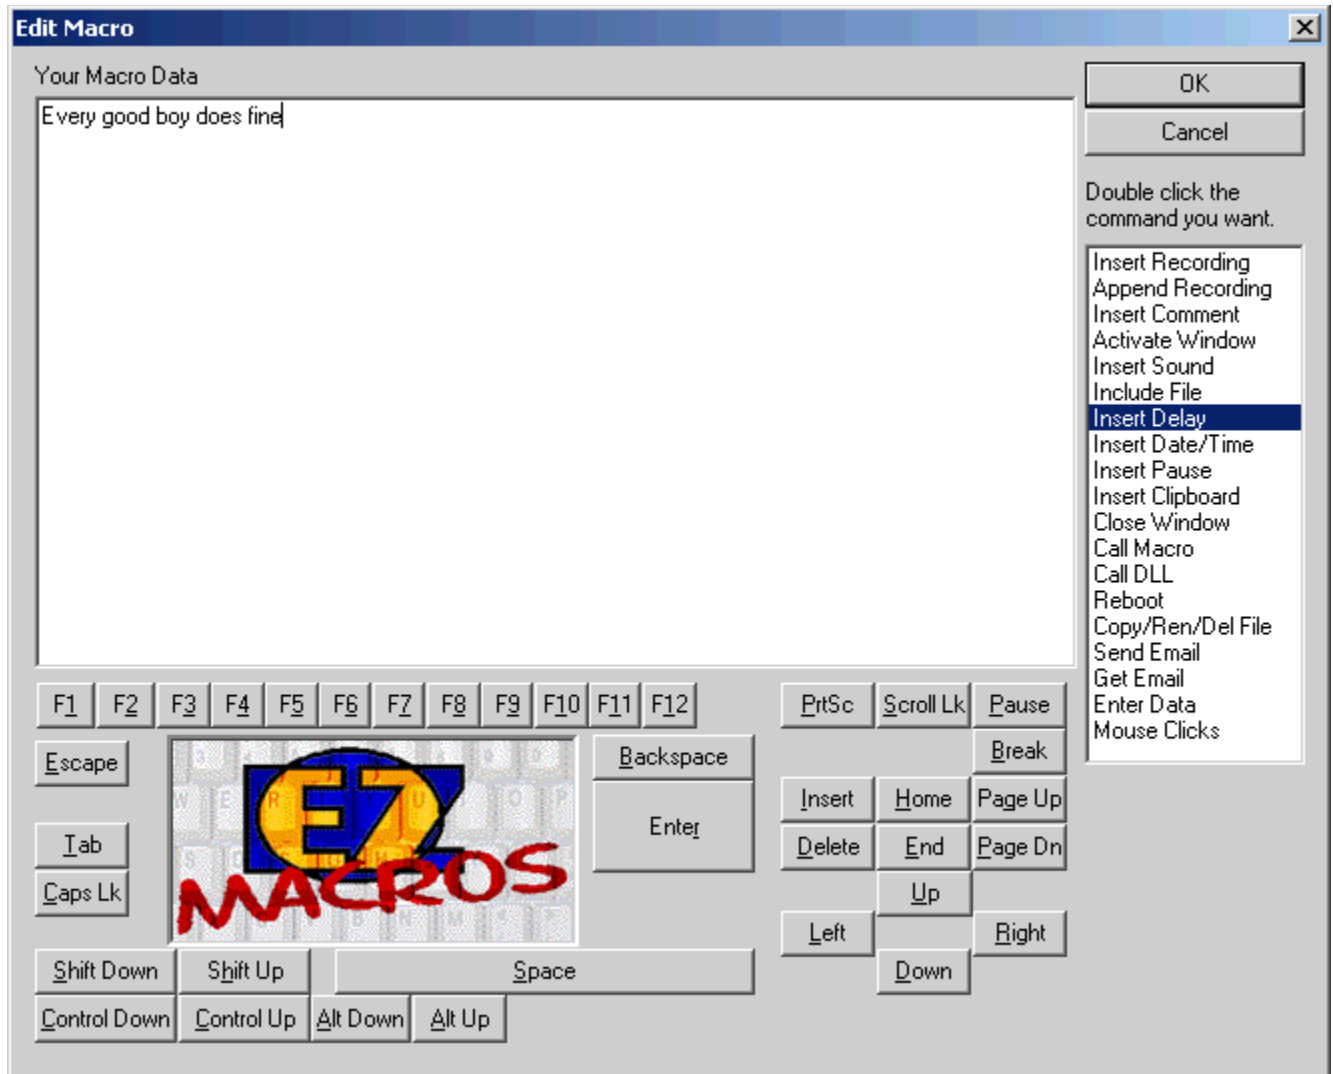 Edit Macro
Your Macro Data
Every good boy does fine
OK
Cancel
Double click the
command you want.
Insert Recording
Append Recording
Insert Comment
Activate Window
Insert Sound
Include File
Insert Delay
Insert Date/Time
Insert Pause
Insert Clipboard
Close Window
Call Macro
Call DLL
Reboot
Copy/Ren/Del File
Send Email
Get Email
Enter Data
Mouse Clicks
F1 F2 F3 F4 F5 F6 F7 F8 F9 F10 F11 F12
PrtSc Scroll Lk Pause
Break
Escape
Backspace
Enter
Insert Home Page Up
Tab
Delete End Page Dn
Caps Lk
EZ
MACROS
Up
Left Right
Down
Shift Down Shift Up Space
Control Down Control Up Alt Down Alt Up